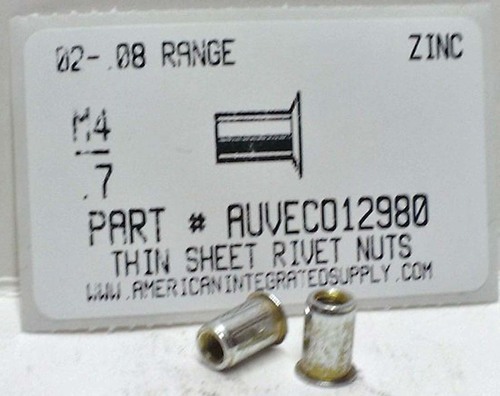 02-.08 RANGE
ZINC
M4
.7
PART # AUVECO12980
THIN SHEET RIVET NUTS
WWW.AMERICANINTEGRATEDSUPPLY.COM